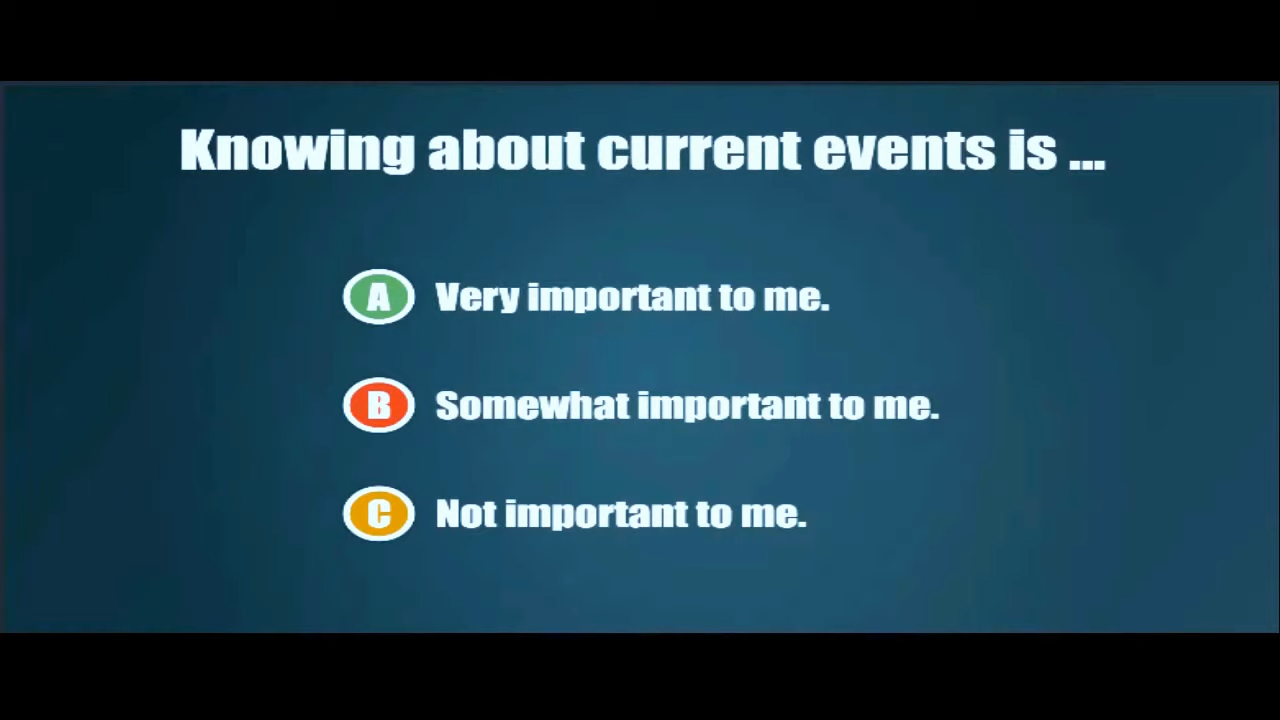 Knowing about current events is ...
A Very important to me.
B Somewhat important to me.
C Not important to me.